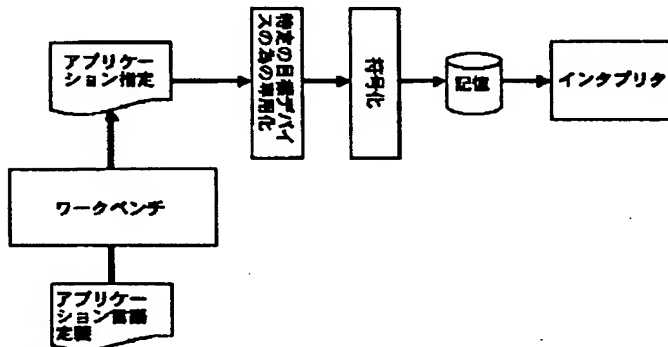 アプリケー
ション指定
特定の目標デバイ
スの為の専用化
符号化
記憶
インタプリタ
ワークベンチ
アプリケー
ション言語
定義